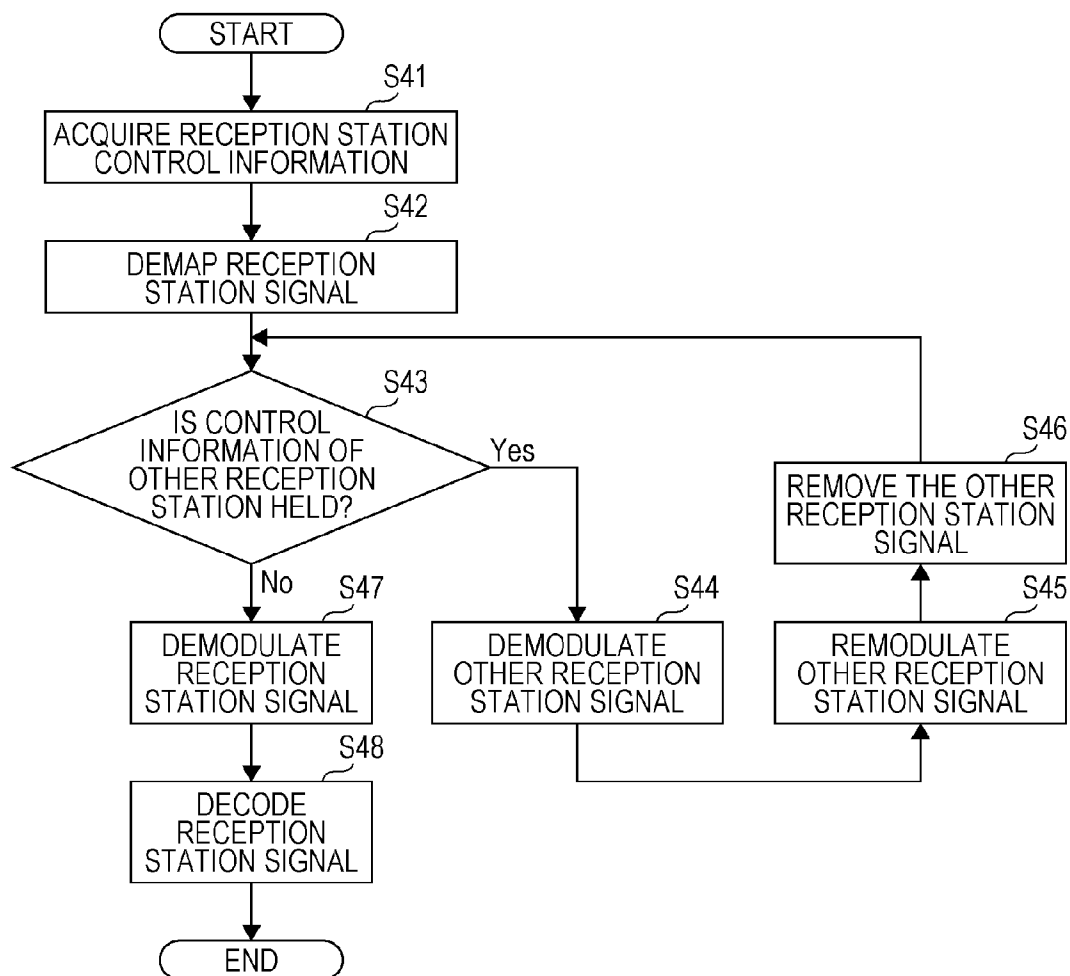 START
S41
ACQUIRE RECEPTION STATION
CONTROL INFORMATION
S42
DEMAP RECEPTION
STATION SIGNAL
S43
IS CONTROL
INFORMATION OF
OTHER RECEPTION
STATION HELD?
Yes
No
S44
DEMODULATE
OTHER RECEPTION
STATION SIGNAL
S45
REMODULATE
OTHER RECEPTION
STATION SIGNAL
S46
REMOVE THE OTHER
RECEPTION STATION
SIGNAL
S47
DEMODULATE
RECEPTION
STATION SIGNAL
S48
DECODE
RECEPTION
STATION SIGNAL
END